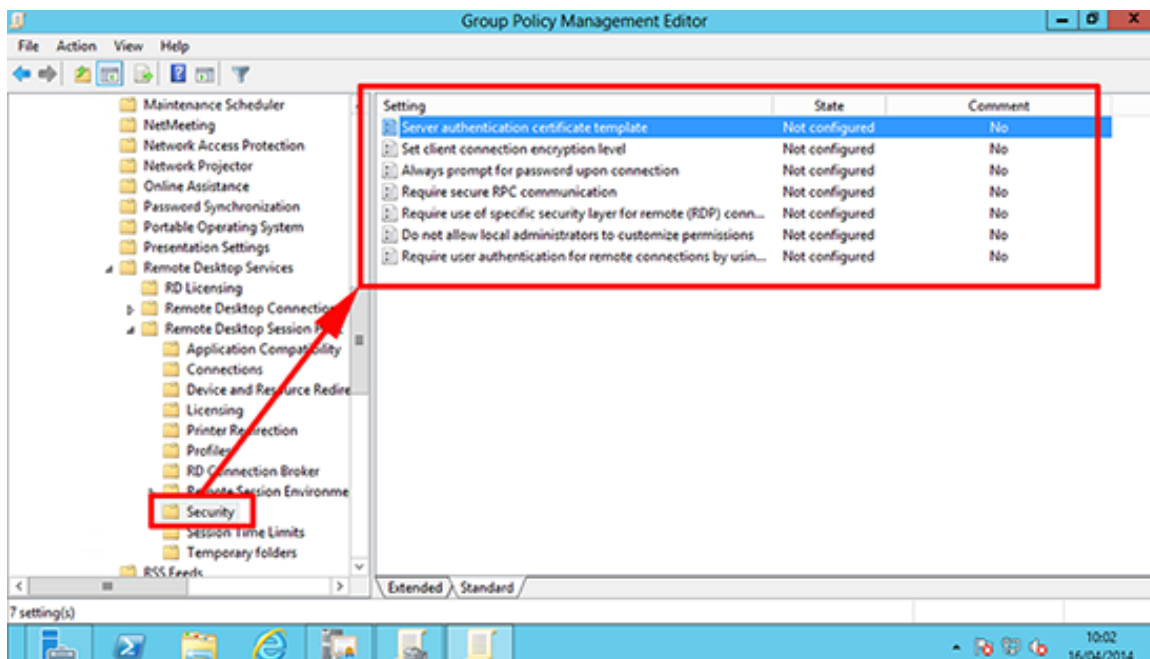 Group Policy Management Editor
File Action View Help
Maintenance Scheduler
NetMeeting
Network Access Protection
Network Projector
Online Assistance
Password Synchronization
Portable Operating System
Presentation Settings
Remote Desktop Services
RD Licensing
Remote Desktop Connection
Remote Desktop Session
Application Compatibility
Connections
Device and Resource Redire
Licensing
Printer Redirection
Profiles
RD Connection Broker
Remote Session Environme
Security
Session Time Limits
Temporary folders
RSS Feeds
Setting State Comment
Server authentication certificate template Not configured No
Set client connection encryption level Not configured No
Always prompt for password upon connection Not configured No
Require secure RPC communication Not configured No
Require use of specific security layer for remote (RDP) conn... Not configured No
Do not allow local administrators to customize permissions Not configured No
Require user authentication for remote connections by usin... Not configured No
Extended Standard
7 setting(s)
10:02
16/04/2014